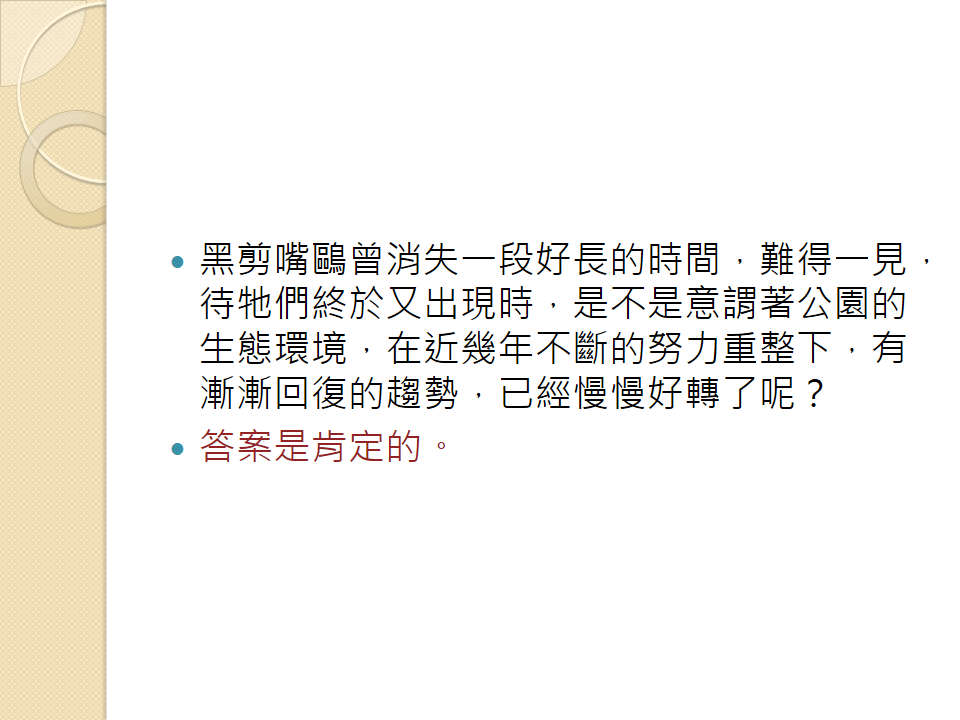 黑剪嘴鷗曾消失一段好長的時間，難得一見，
待牠們終於又出現時，是不是意謂著公園的
生態環境，在近幾年不斷的努力重整下，有
漸漸回復的趨勢，已經慢慢好轉了呢？
答案是肯定的。